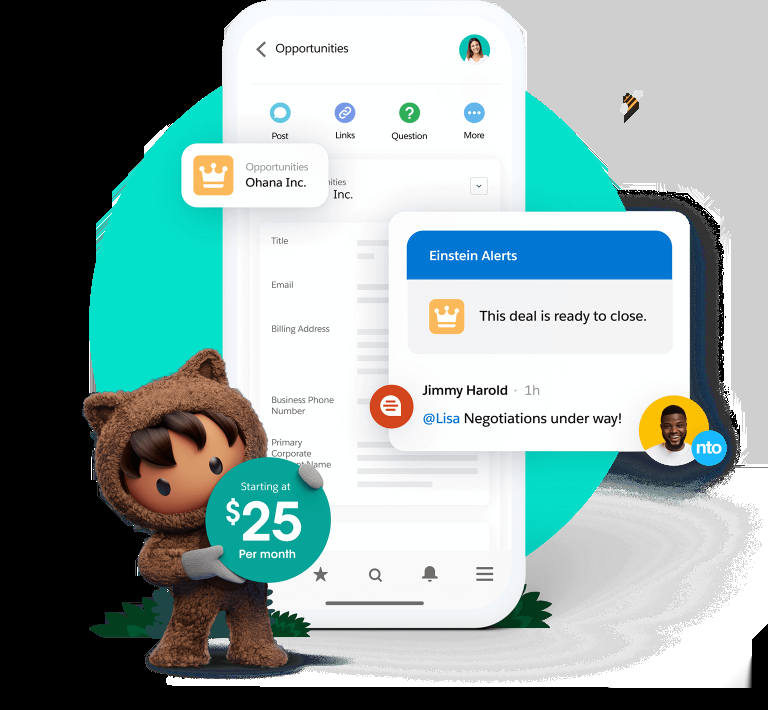 Opportunities
Post
Links
Question
More
Opportunities
Ohana Inc.
Inc.
Title
Email
Billing Address
Business Phone
Number
Primary
Corporate
Name
Einstein Alerts
This deal is ready to close.
Jimmy Harold · 1h
@Lisa Negotiations under way!
nto
Starting at
$25
Per month